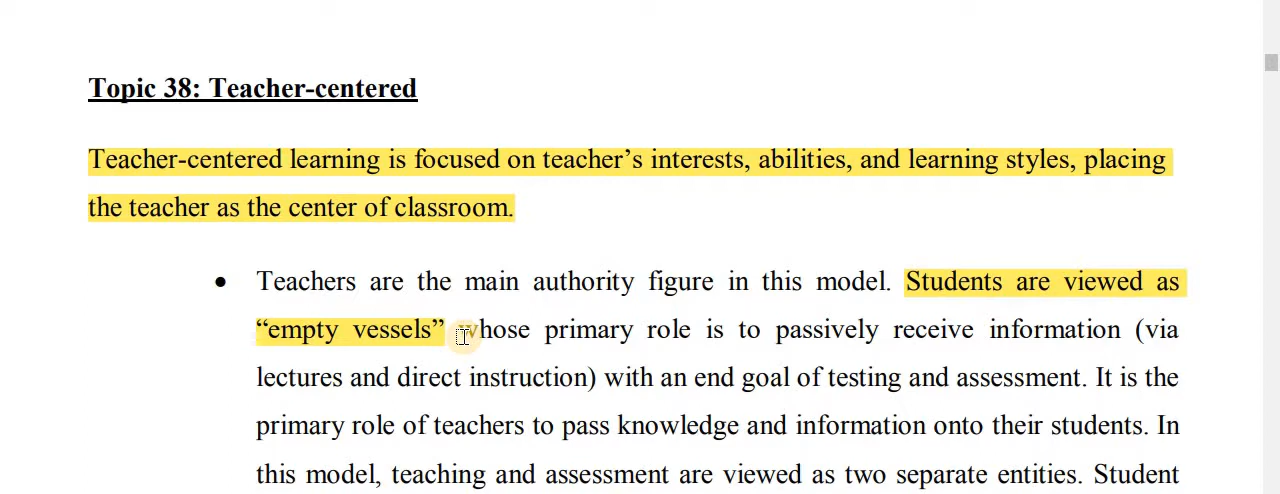 Topic 38: Teacher-centered
Teacher-centered learning is focused on teacher’s interests, abilities, and learning styles, placing
the teacher as the center of classroom.
• Teachers are the main authority figure in this model. Students are viewed as
“empty vessels” whose primary role is to passively receive information (via
lectures and direct instruction) with an end goal of testing and assessment. It is the
primary role of teachers to pass knowledge and information onto their students. In
this model, teaching and assessment are viewed as two separate entities. Student